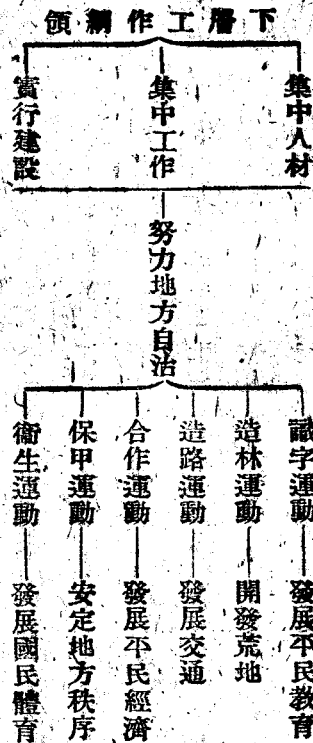 下層工作綱領
集中人材
集中工作
實行建設
努力地方自治
識字運動
發展平民教育
造林運動
開發荒地
造路運動
發展交通
合作運動
發展平民經濟
保甲運動
安定地方秩序
衞生運動
發展國民體育